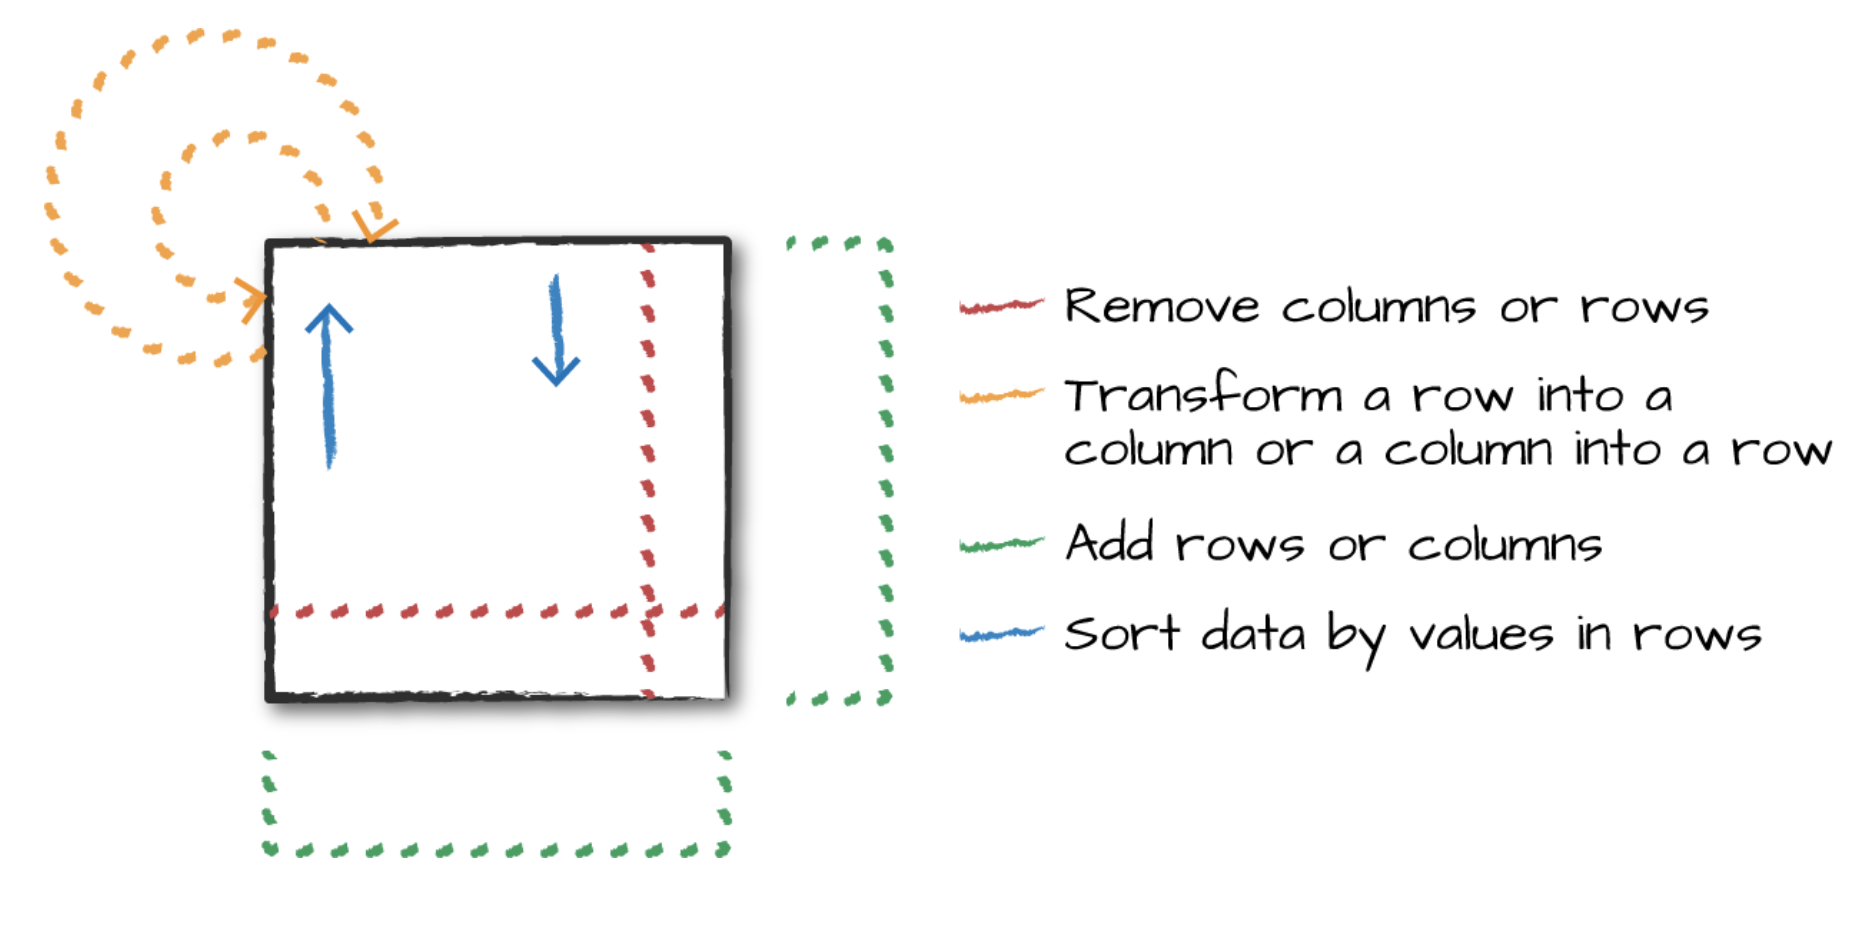 Remove columns or rows
Transform a row into a
column or a column into a row
Add rows or columns
Sort data by values in rows